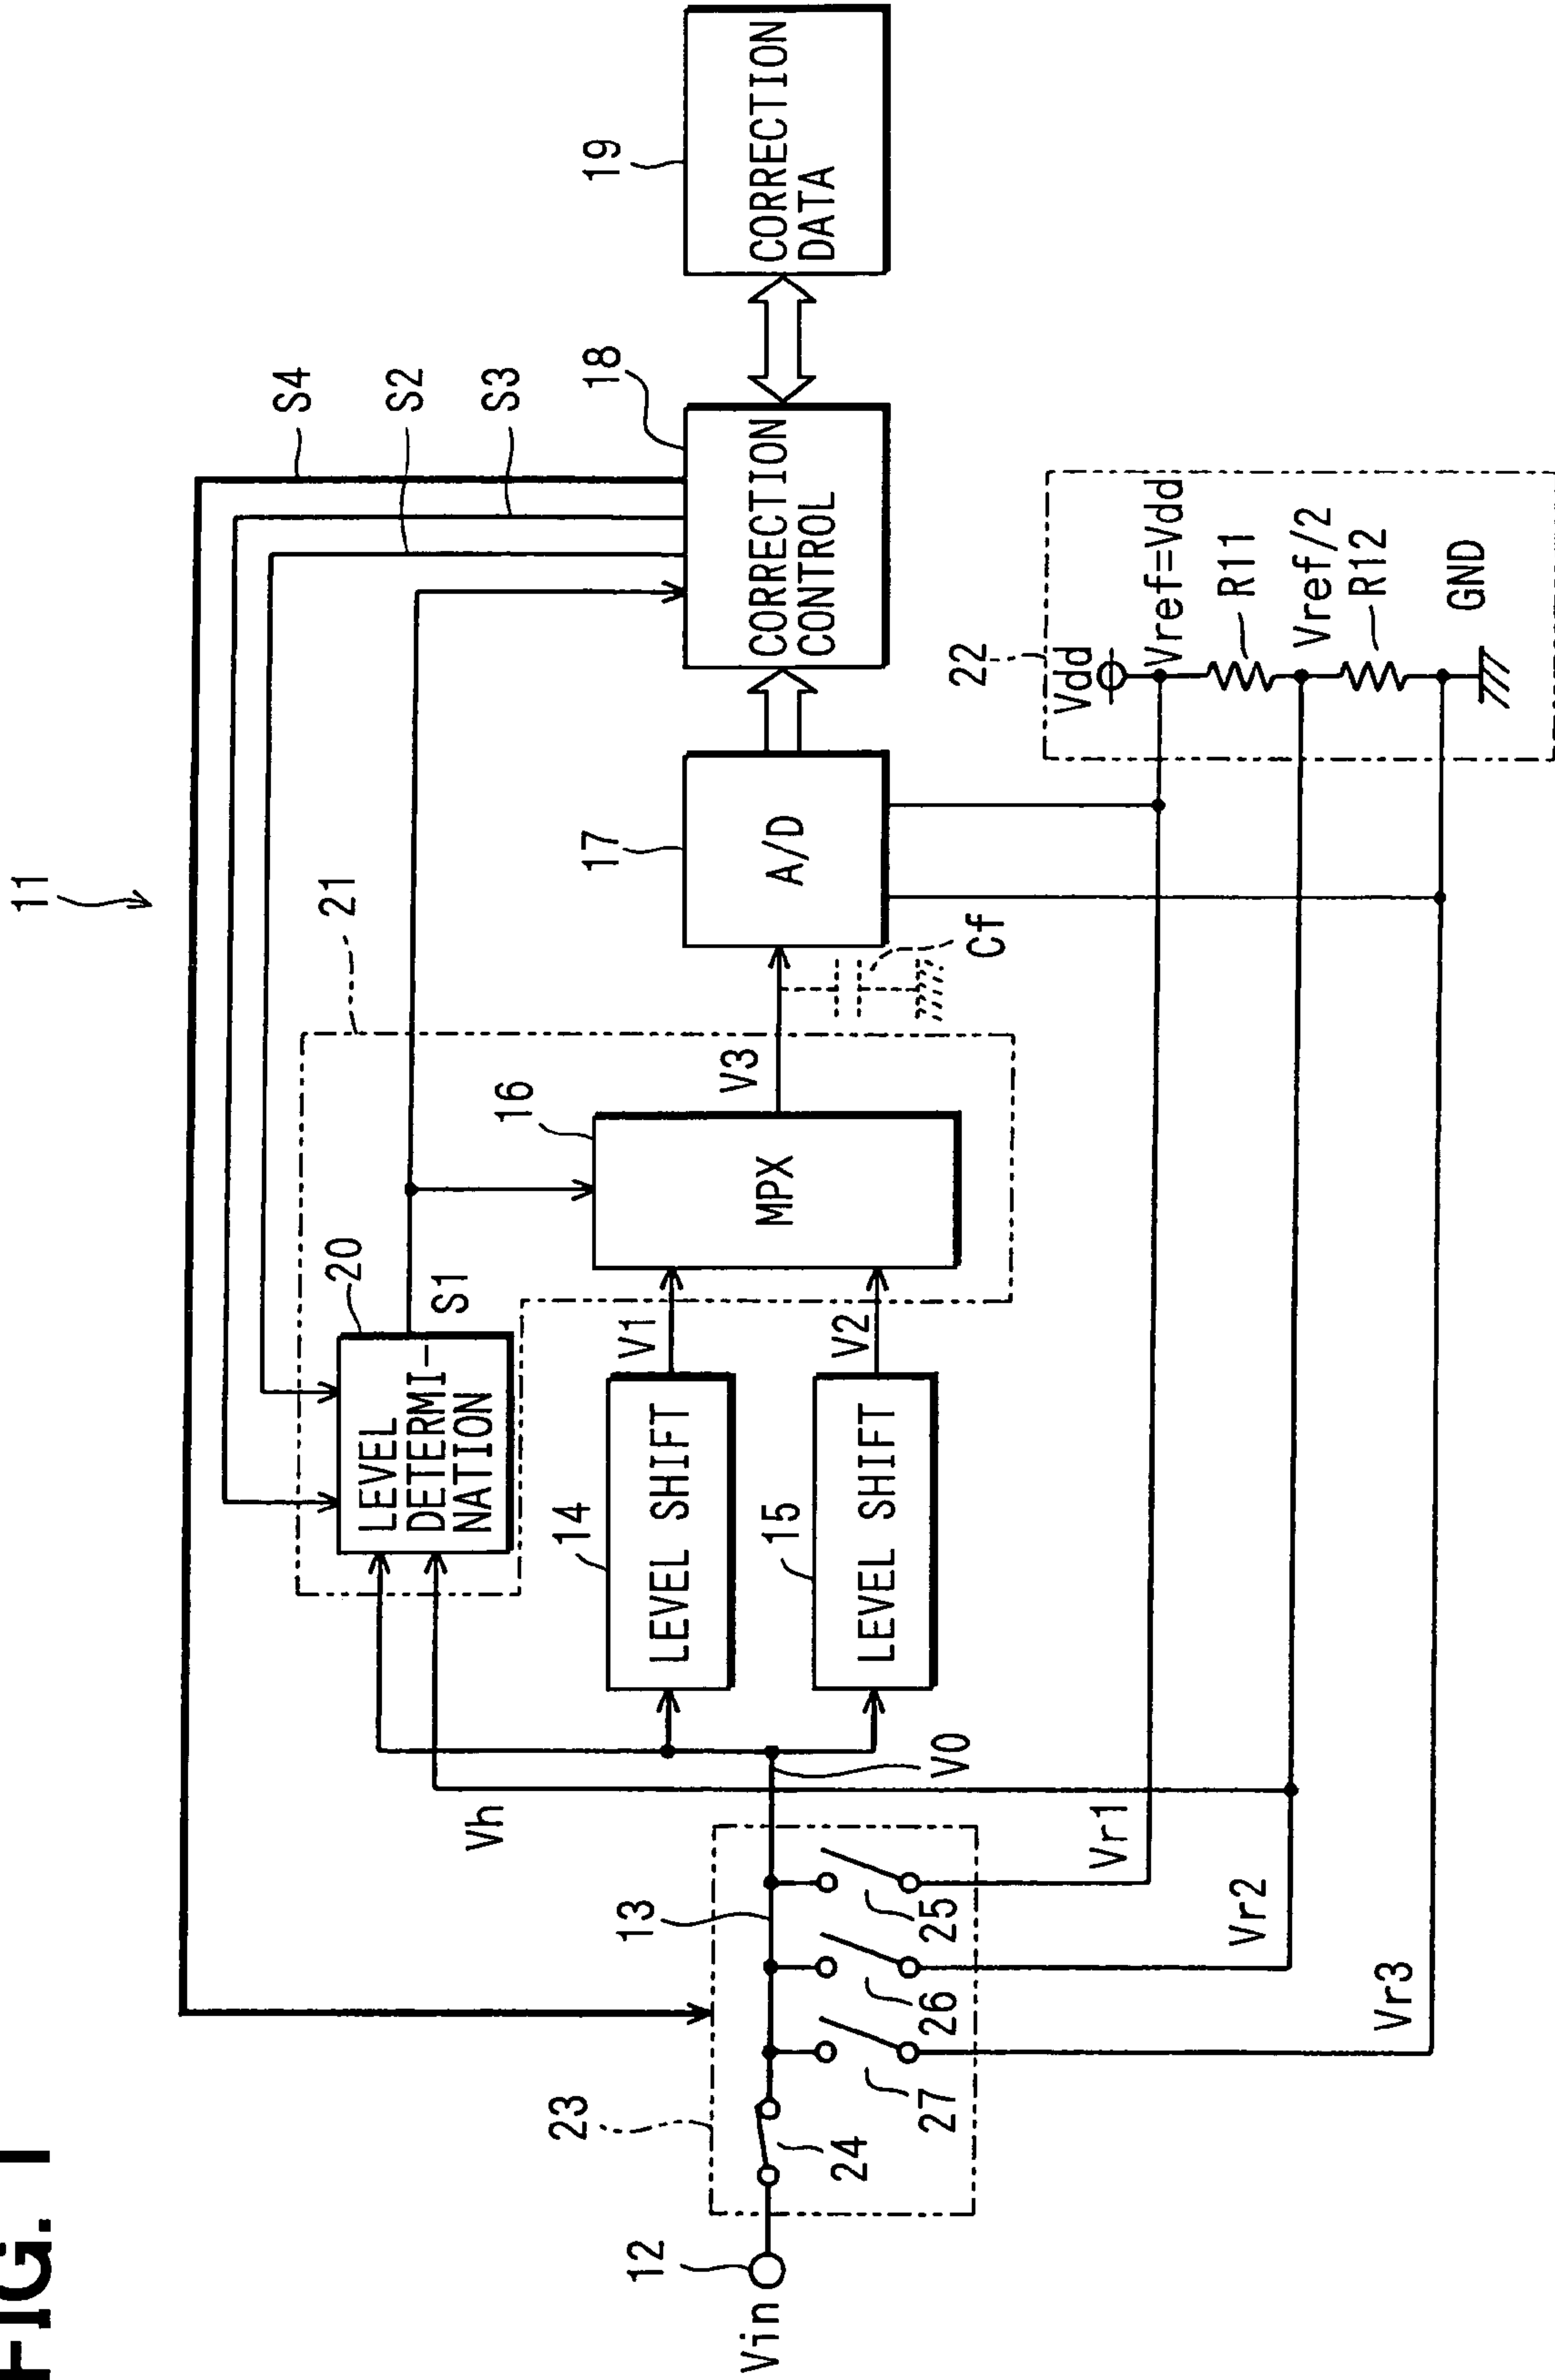 FIG. 1
11
S4
S2
S3
21
20
LEVEL
DETERMI-
NATION
S1
Vh
14
LEVEL SHIFT
V1
15
LEVEL SHIFT
V2
16
MPX
V3
Cf
17
A/D
18
CORRECTION
CONTROL
19
CORRECTION
DATA
Vin
12
23
24
13
27
26
25
V0
Vr1
Vr2
Vr3
22
Vdd
Vref=Vdd
R11
Vref/2
R12
GND